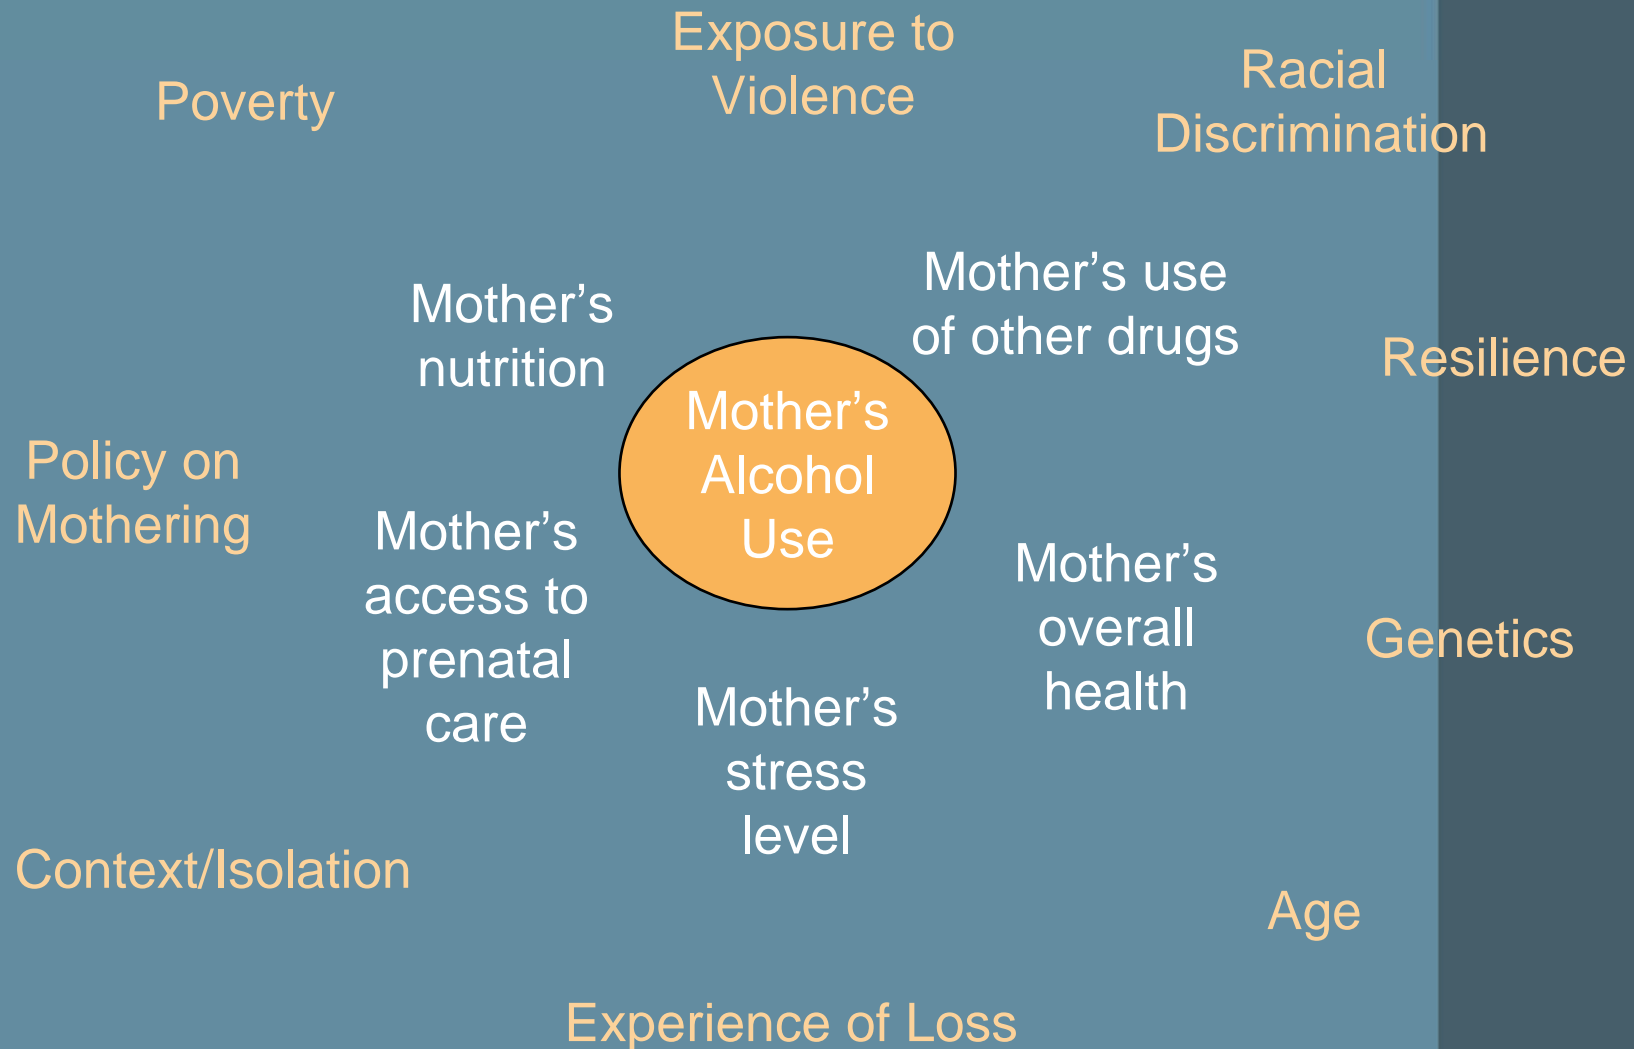 Exposure to
Violence
Poverty
Racial
Discrimination
Mother’s
nutrition
Mother’s use
of other drugs
Resilience
Mother’s
Alcohol
Use
Policy on
Mothering
Mother’s
access to
prenatal
care
Mother’s
overall
health
Genetics
Mother’s
stress
level
Context/Isolation
Age
Experience of Loss